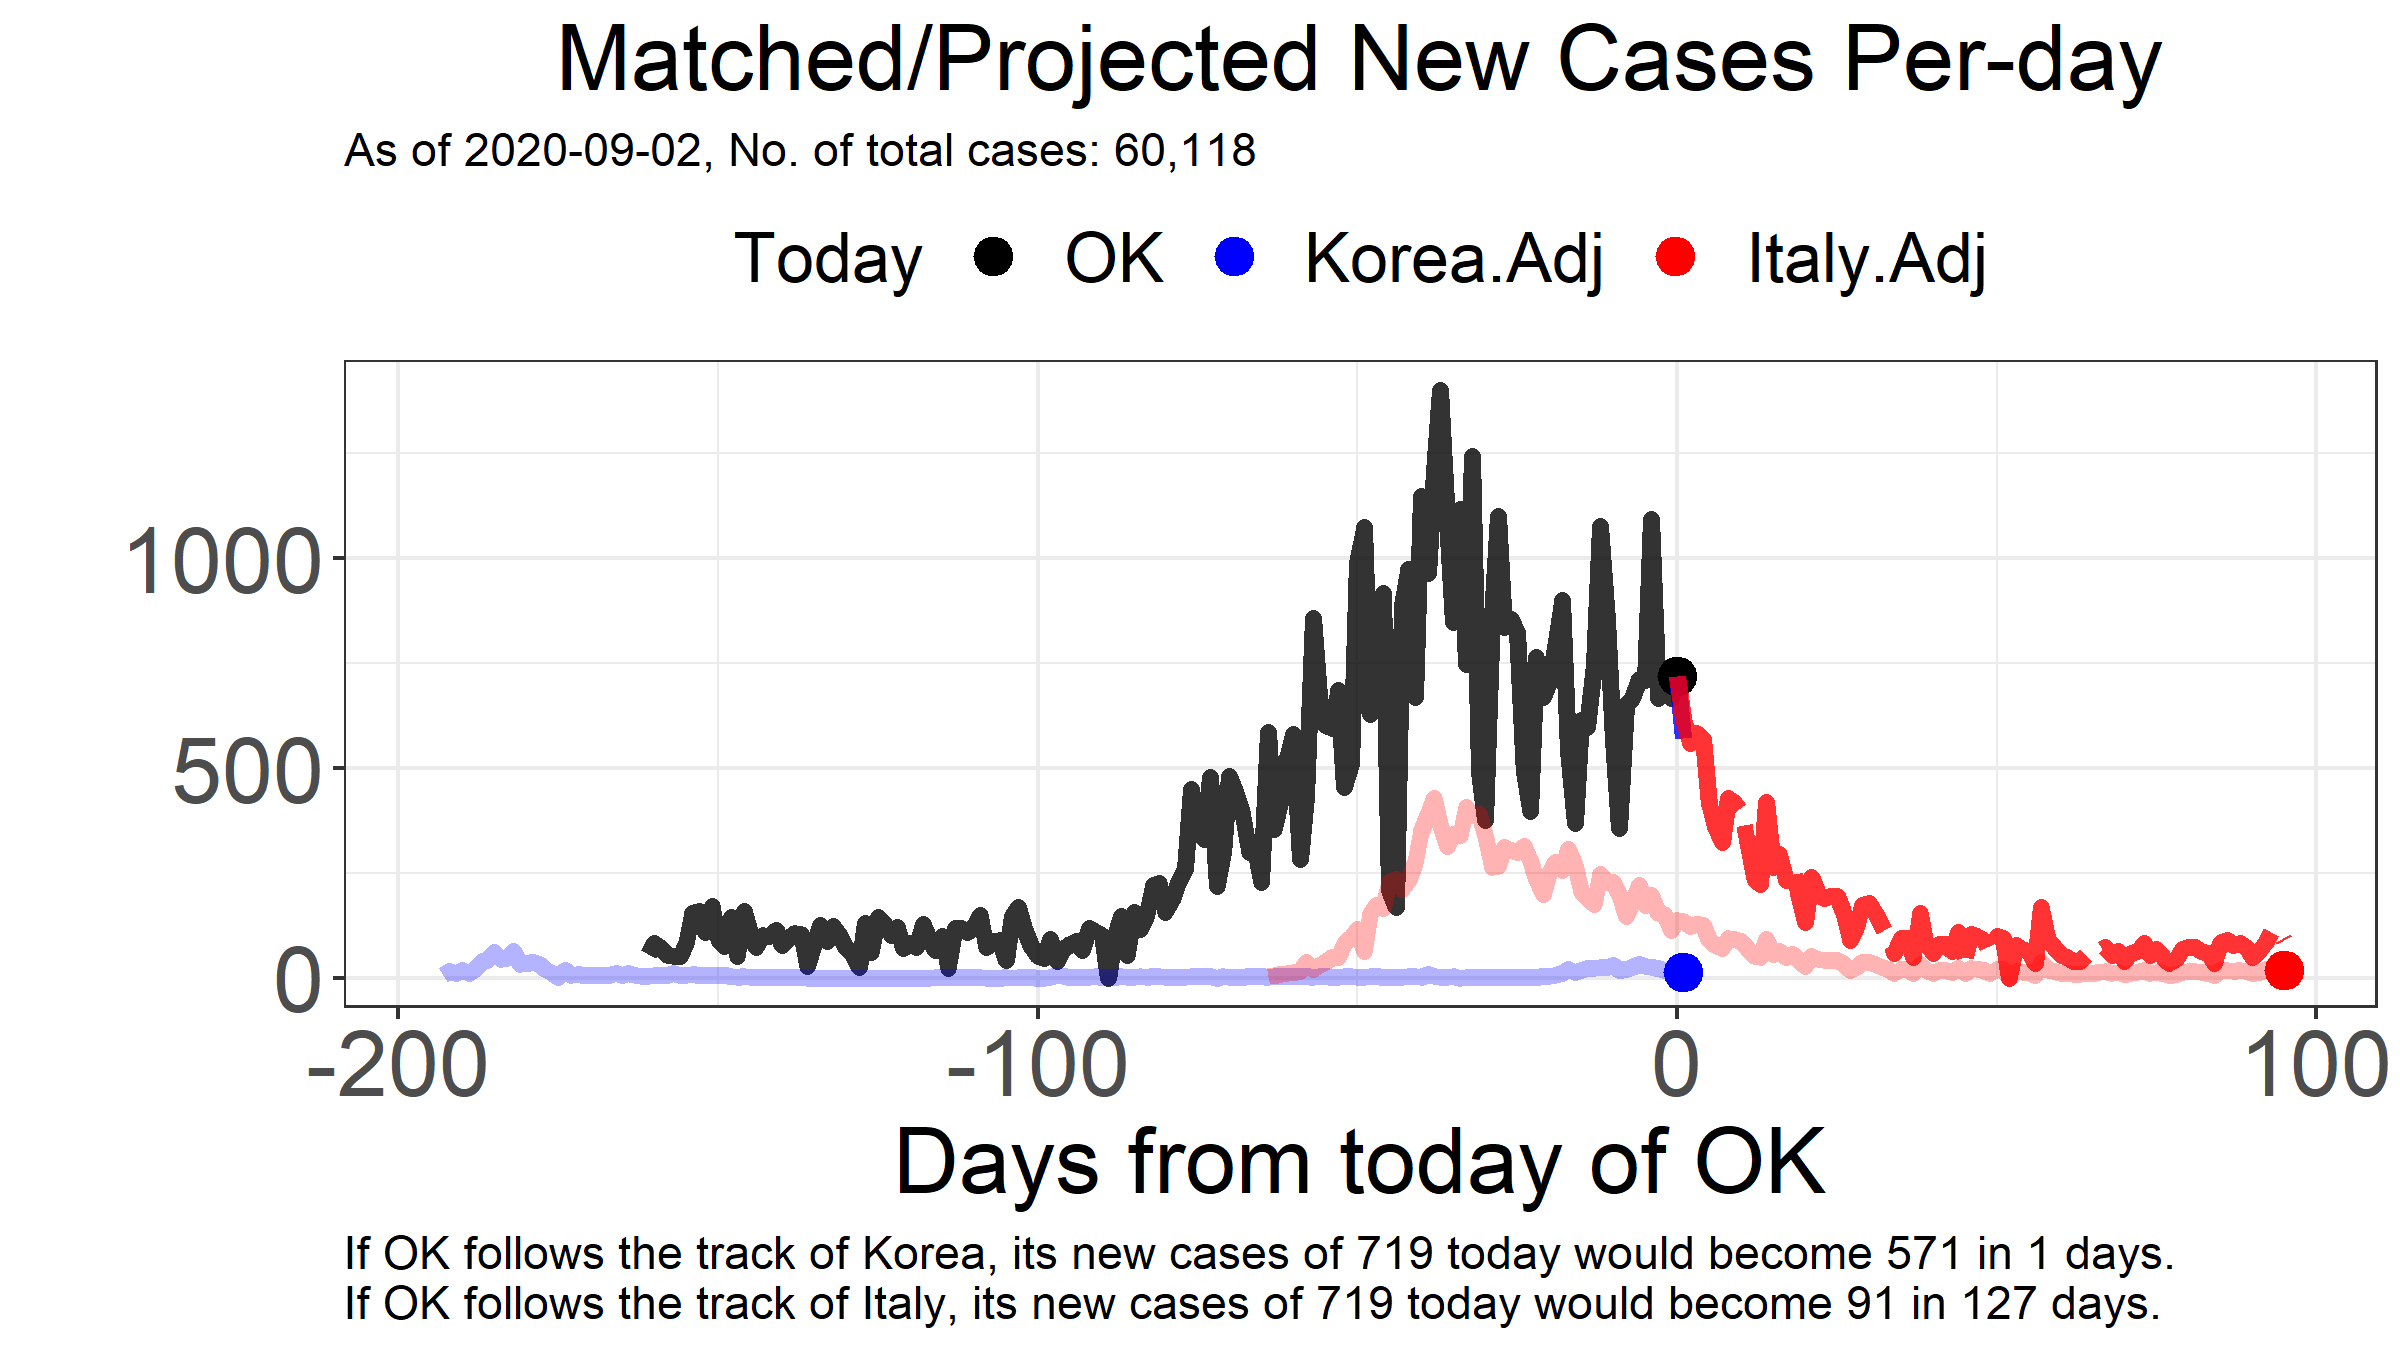 Matched/Projected New Cases Per-day
As of 2020-09-02, No. of total cases: 60,118
Today OK Korea.Adj Italy.Adj
1000
500
0
-200 -100 0 100
Days from today of OK
If OK follows the track of Korea, its new cases of 719 today would become 571 in 1 days.
If OK follows the track of Italy, its new cases of 719 today would become 91 in 127 days.